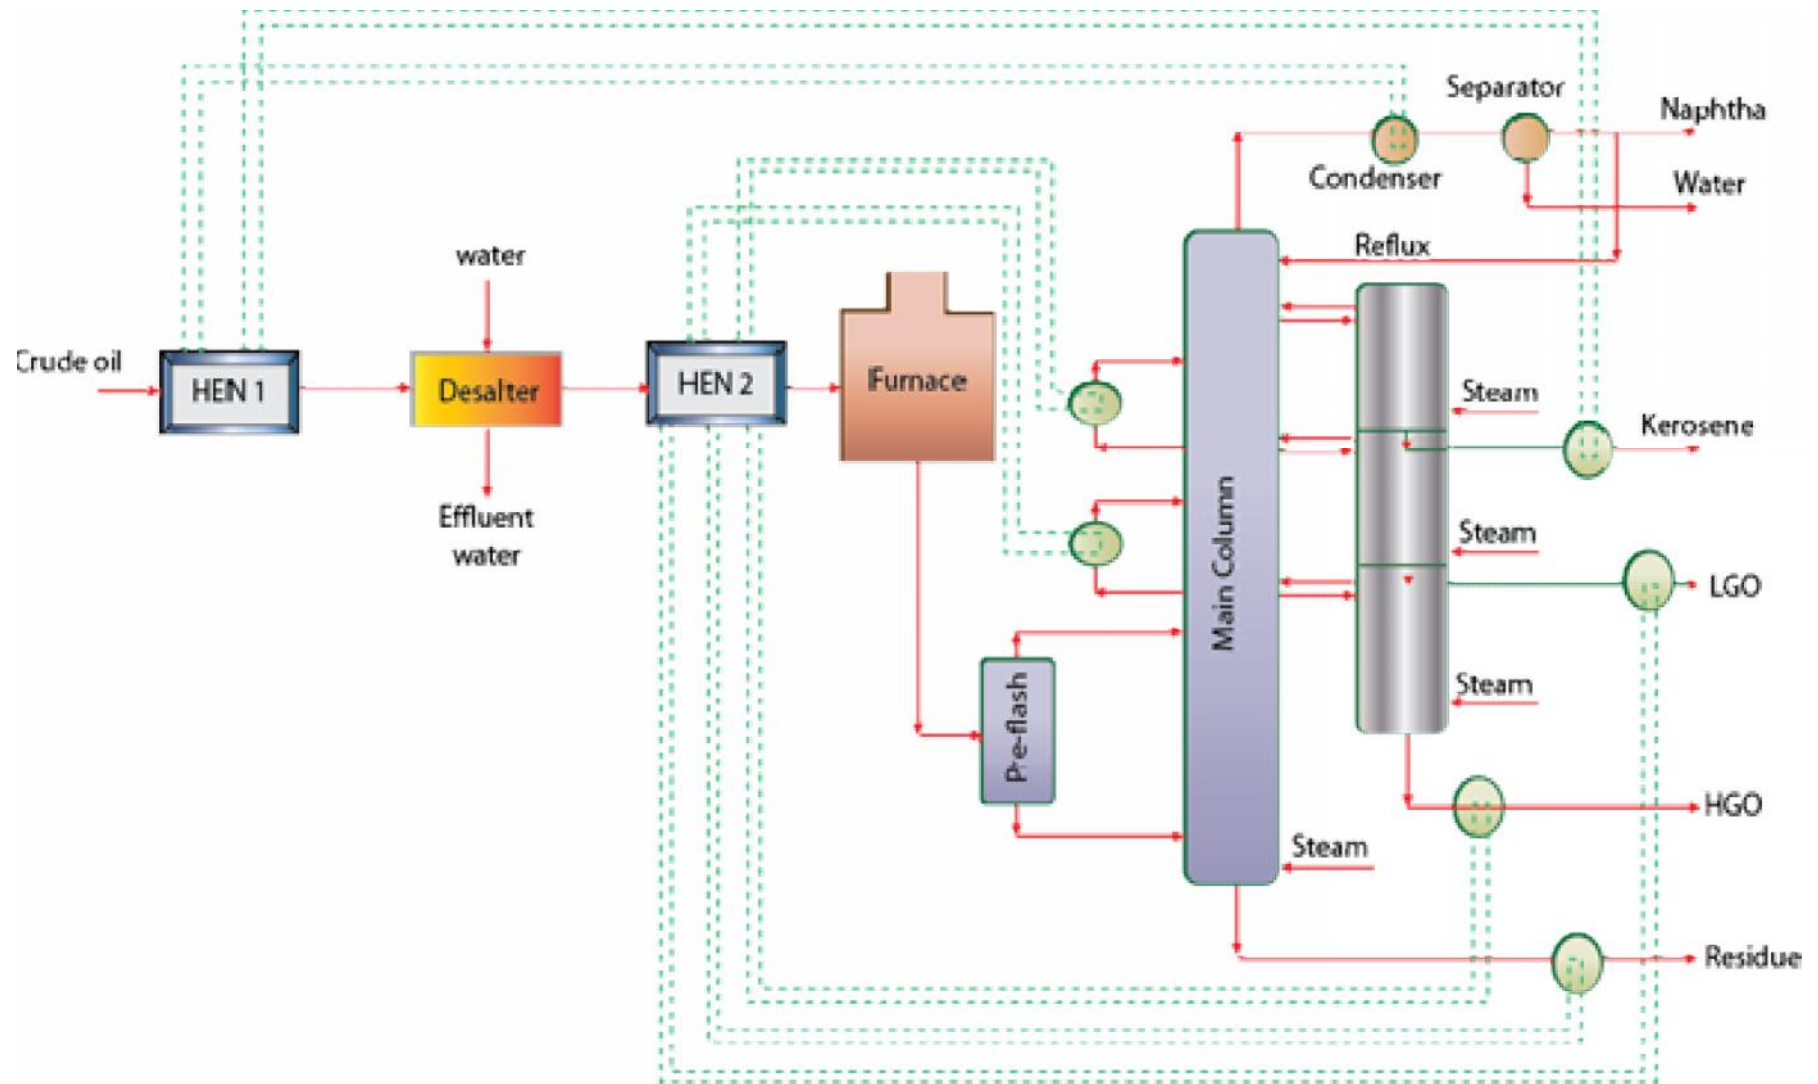 Separator
Naphtha
Condenser
Water
Reflux
water
Crude oil
HEN 1
Desalter
HEN 2
Furnace
Steam
Kerosene
Effluent
water
Steam
LGO
Main Column
Pre-flash
Steam
HGO
Steam
Residue